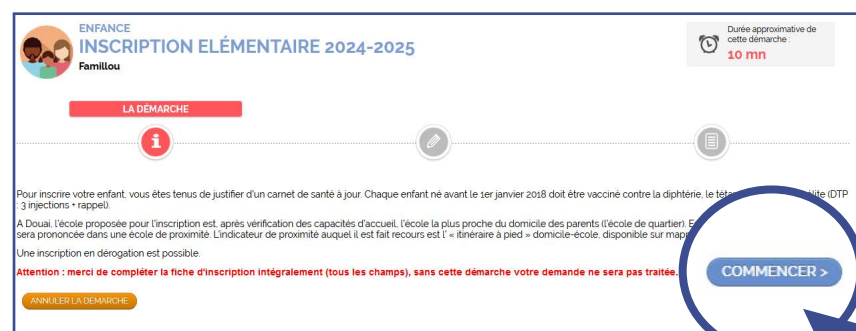 ENFANCE
INSCRIPTION ELÉMENTAIRE 2024-2025
Famillou
Durée approximative de
cette démarche :
10 mn
LA DÉMARCHE
Pour inscrire votre enfant, vous êtes tenus de justifier d'un carnet de santé à jour. Chaque enfant né avant le 1er janvier 2018 doit être vacciné contre la diphtérie, le (DTP
: 3 injections + rappel).
A Douai, l'école proposée pour l'inscription est, après vérification des capacités d'accueil, l'école la plus proche du domicile des parents (l'école de quartier).
sera prononcée dans une école de proximité. L'indicateur de proximité auquel il est fait recours est l' « itinéraire à pied » domicile-école, disponible sur
Une inscription en dérogation est possible.
Attention : merci de compléter la fiche d'inscription intégralement (tous les champs), sans cette démarche votre demande ne sera pas traitée.
COMMENCER >
ANNULER LA DÉMARCHE